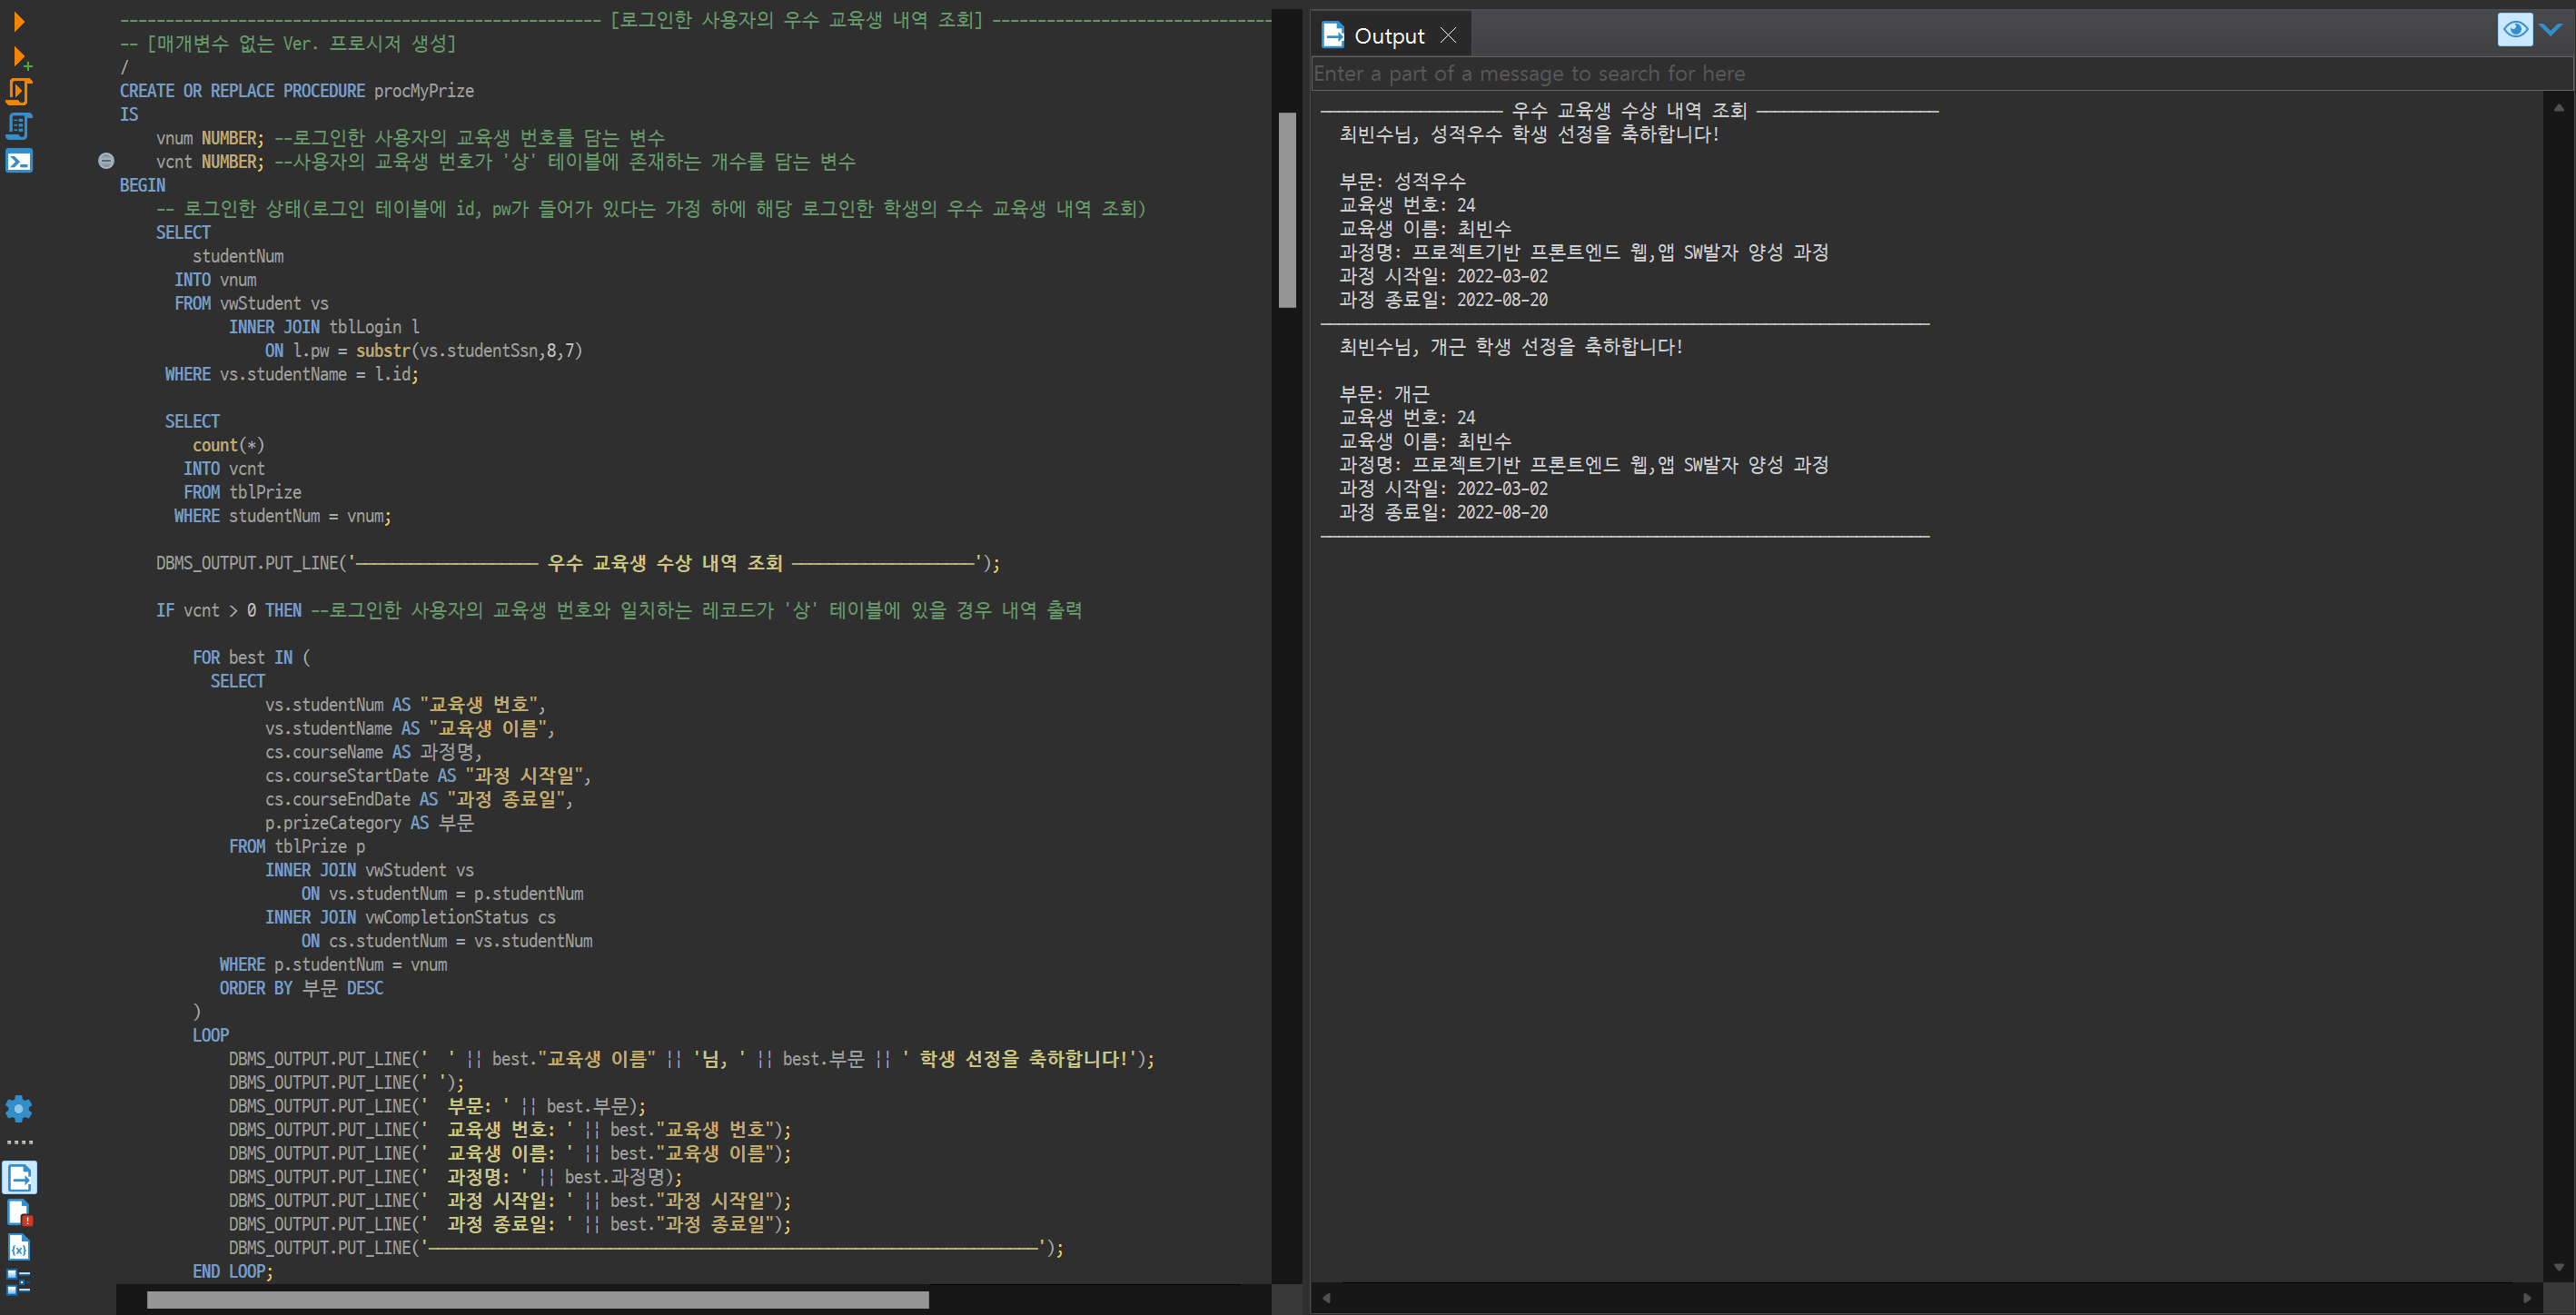 ----------------------------------------------------- [로그인한 사용자의 우수 교육생 내역 조회] -------------------------------
-- [매개변수 없는 Ver. 프로시저 생성]
/
CREATE OR REPLACE PROCEDURE procMyPrize
IS
vnum NUMBER; --로그인한 사용자의 교육생 번호를 담는 변수
vcnt NUMBER; --사용자의 교육생 번호가 '상' 테이블에 존재하는 개수를 담는 변수
BEGIN
-- 로그인한 상태(로그인 테이블에 id, pw가 들어가 있다는 가정 하에 해당 로그인한 학생의 우수 교육생 내역 조회)
SELECT
studentNum
INTO vnum
FROM vwStudent vs
INNER JOIN tblLogin l
ON l.pw = substr(vs.studentSsn,8,7)
WHERE vs.studentName = l.id;
SELECT
count(*)
INTO vcnt
FROM tblPrize
WHERE studentNum = vnum;
DBMS_OUTPUT.PUT_LINE('──────────────────── 우수 교육생 수상 내역 조회 ────────────────────');
IF vcnt > 0 THEN --로그인한 사용자의 교육생 번호와 일치하는 레코드가 '상' 테이블에 있을 경우 내역 출력
FOR best IN (
SELECT
vs.studentNum AS "교육생 번호",
vs.studentName AS "교육생 이름",
cs.courseName AS 과정명,
cs.courseStartDate AS "과정 시작일",
cs.courseEndDate AS "과정 종료일",
p.prizeCategory AS 부문
FROM tblPrize p
INNER JOIN vwStudent vs
ON vs.studentNum = p.studentNum
INNER JOIN vwCompletionStatus cs
ON cs.studentNum = vs.studentNum
WHERE p.studentNum = vnum
ORDER BY 부문 DESC
)
LOOP
DBMS_OUTPUT.PUT_LINE('  ' || best."교육생 이름" || '님, ' || best.부문 || ' 학생 선정을 축하합니다!');
DBMS_OUTPUT.PUT_LINE(' ');
DBMS_OUTPUT.PUT_LINE('  부문: ' || best.부문);
DBMS_OUTPUT.PUT_LINE('  교육생 번호: ' || best."교육생 번호");
DBMS_OUTPUT.PUT_LINE('  교육생 이름: ' || best."교육생 이름");
DBMS_OUTPUT.PUT_LINE('  과정명: ' || best.과정명);
DBMS_OUTPUT.PUT_LINE('  과정 시작일: ' || best."과정 시작일");
DBMS_OUTPUT.PUT_LINE('  과정 종료일: ' || best."과정 종료일");
DBMS_OUTPUT.PUT_LINE('───────────────────────────────────────────────────────────────────');
END LOOP;
Output
Enter a part of a message to search for here
──────────────────── 우수 교육생 수상 내역 조회 ────────────────────
최빈수님, 성적우수 학생 선정을 축하합니다!
부문: 성적우수
교육생 번호: 24
교육생 이름: 최빈수
과정명: 프로젝트기반 프론트엔드 웹,앱 SW발자 양성 과정
과정 시작일: 2022-03-02
과정 종료일: 2022-08-20
───────────────────────────────────────────────────────────────────
최빈수님, 개근 학생 선정을 축하합니다!
부문: 개근
교육생 번호: 24
교육생 이름: 최빈수
과정명: 프로젝트기반 프론트엔드 웹,앱 SW발자 양성 과정
과정 시작일: 2022-03-02
과정 종료일: 2022-08-20
───────────────────────────────────────────────────────────────────